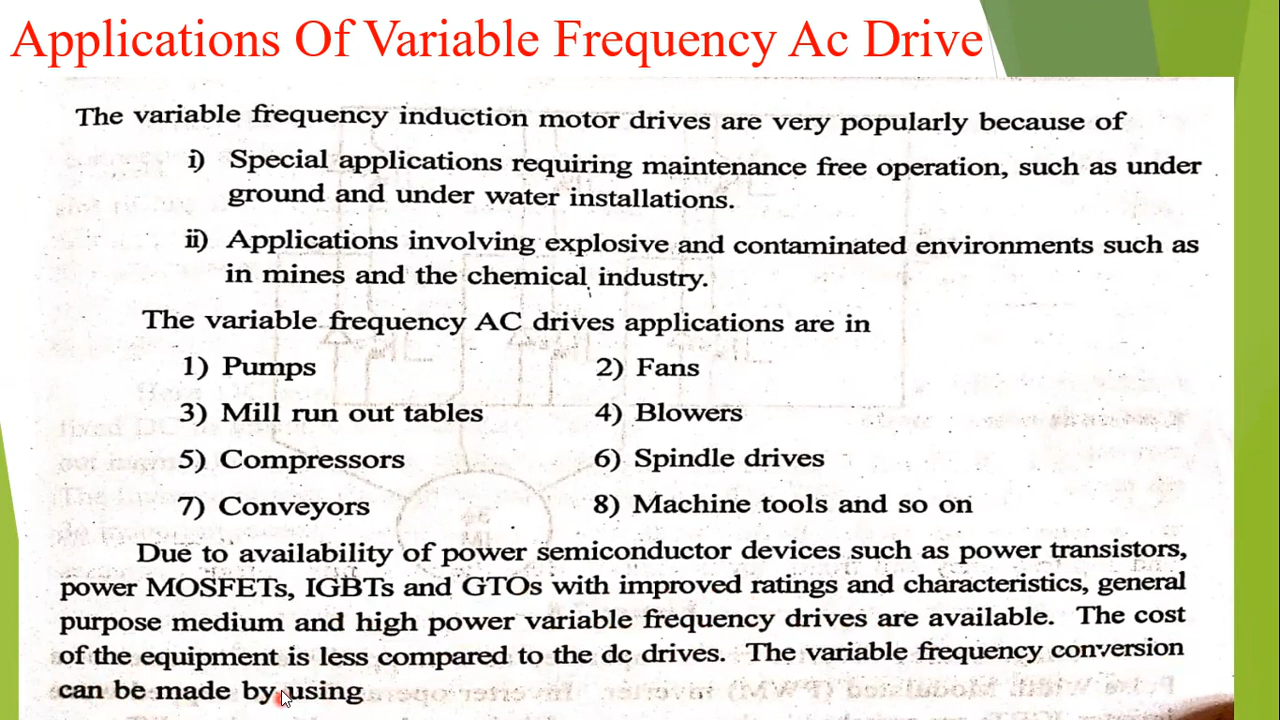 Applications Of Variable Frequency Ac Drive
The variable frequency induction motor drives are very popularly because of
i) Special applications requiring maintenance free operation, such as under
ground and under water installations.
ii) Applications involving explosive and contaminated environments such as
in mines and the chemical industry.
The variable frequency AC drives applications are in
1) Pumps 2) Fans
3) Mill run out tables 4) Blowers
5) Compressors 6) Spindle drives
7) Conveyors 8) Machine tools and so on
Due to availability of power semiconductor devices such as power transistors,
power MOSFETs, IGBTs and GTOs with improved ratings and characteristics, general
purpose medium and high power variable frequency drives are available. The cost
of the equipment is less compared to the dc drives. The variable frequency conversion
can be made by using